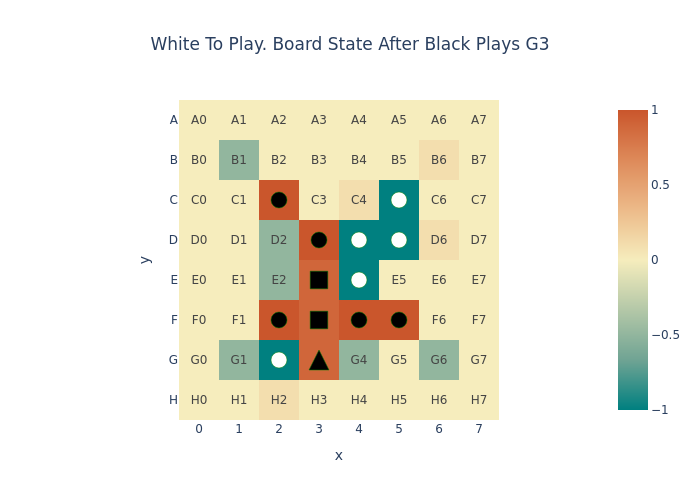 White To Play. Board State After Black Plays G3
A A0 A1 A2 A3 A4 A5 A6 A7
B B0 B1 B2 B3 B4 B5 B6 B7
C C0 C1 C3 C4 C6 C7
D D0 D1 D2 D6 D7
E E0 E1 E2 E5 E6 E7
F F0 F1 F6 F7
G G0 G1 G4 G5 G6 G7
H H0 H1 H2 H3 H4 H5 H6 H7
0 1 2 3 4 5 6 7
x
y
1
0.5
0
−0.5
−1